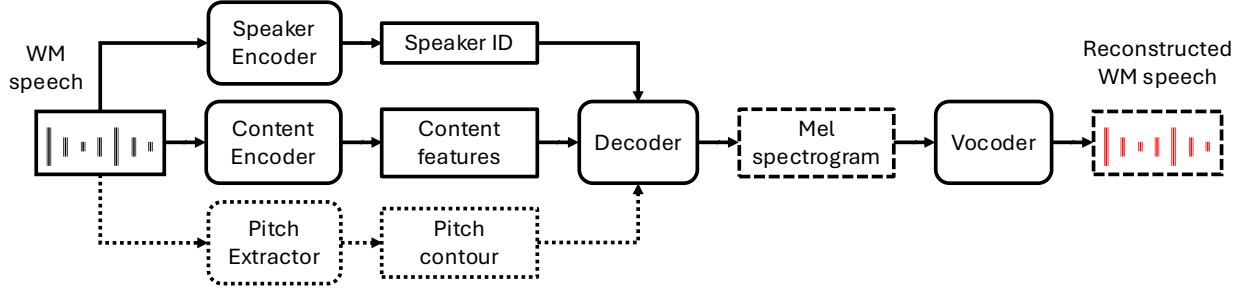 WM
speech
Speaker
Encoder
Speaker ID
Content
Encoder
Content
features
Pitch
Extractor
Pitch
contour
Decoder
Mel
spectrogram
Vocoder
Reconstructed
WM speech